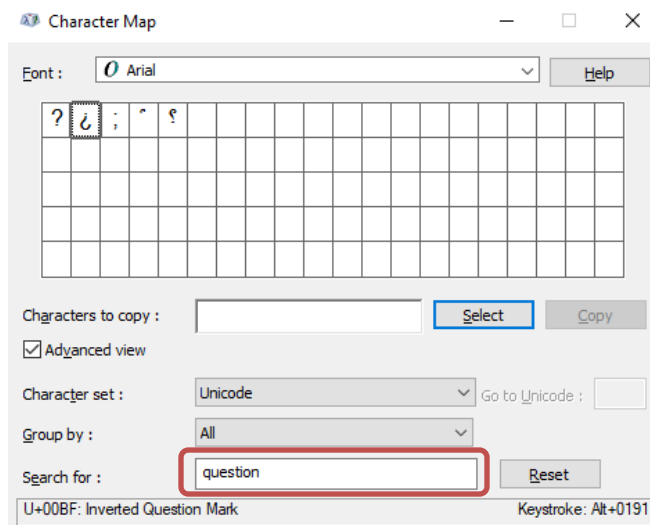 Character Map
Font : O Arial Help
? ¿ ; ؟
Characters to copy : Select Copy
Advanced view
Character set : Unicode Go to Unicode :
Group by : All
Search for : question Reset
U+00BF: Inverted Question Mark Keystroke: Alt+0191